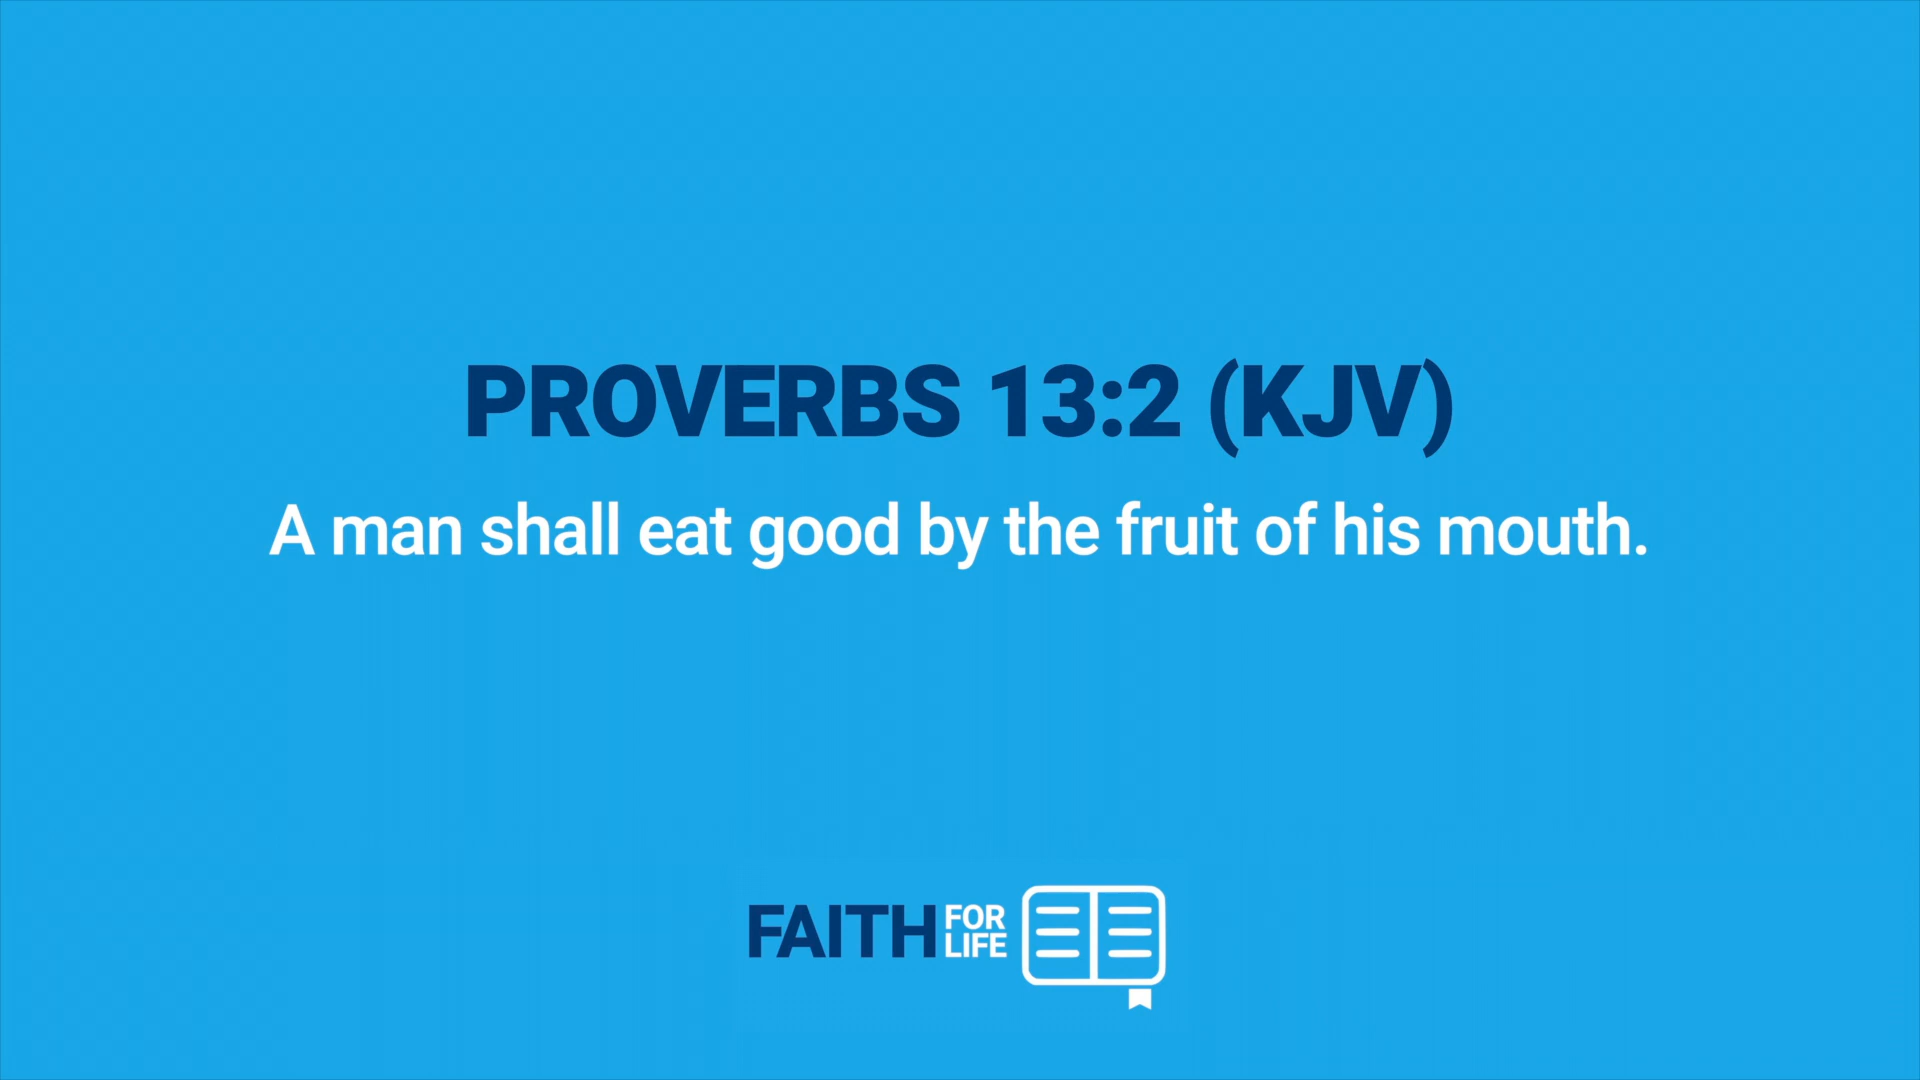 PROVERBS 13:2 (KJV)
A man shall eat good by the fruit of his mouth.
FAITH FOR
LIFE